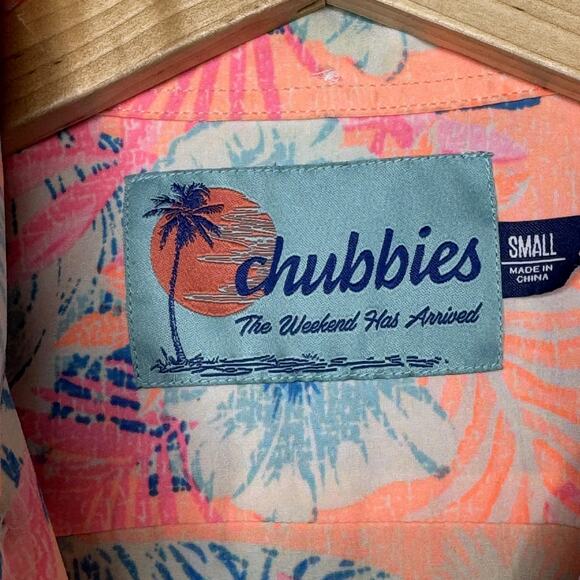 chubbies
The Weekend Has Arrived
SMALL
MADE IN
CHINA